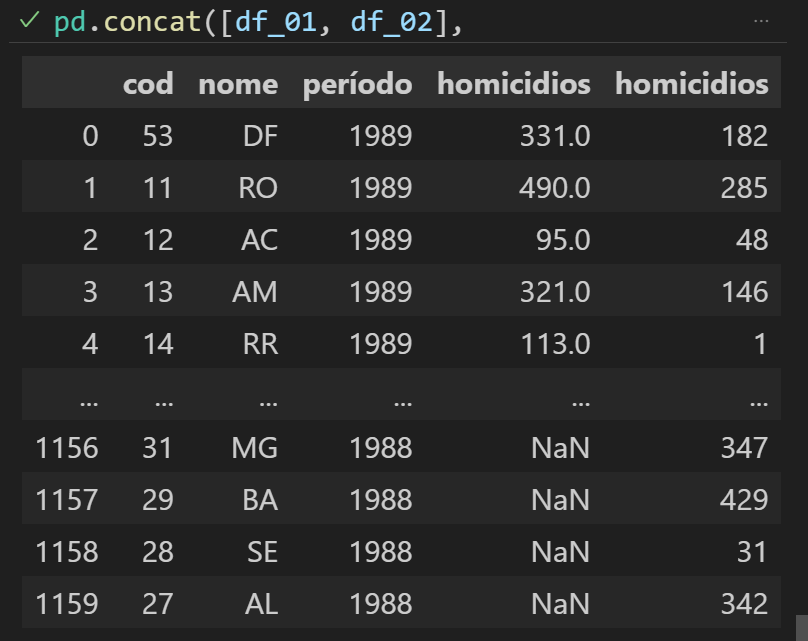 pd.concat([df_01, df_02], ...
cod nome período homicidios homicidios
0 53 DF 1989 331.0 182
1 11 RO 1989 490.0 285
2 12 AC 1989 95.0 48
3 13 AM 1989 321.0 146
4 14 RR 1989 113.0 1
... ... ... ... ... ...
1156 31 MG 1988 NaN 347
1157 29 BA 1988 NaN 429
1158 28 SE 1988 NaN 31
1159 27 AL 1988 NaN 342